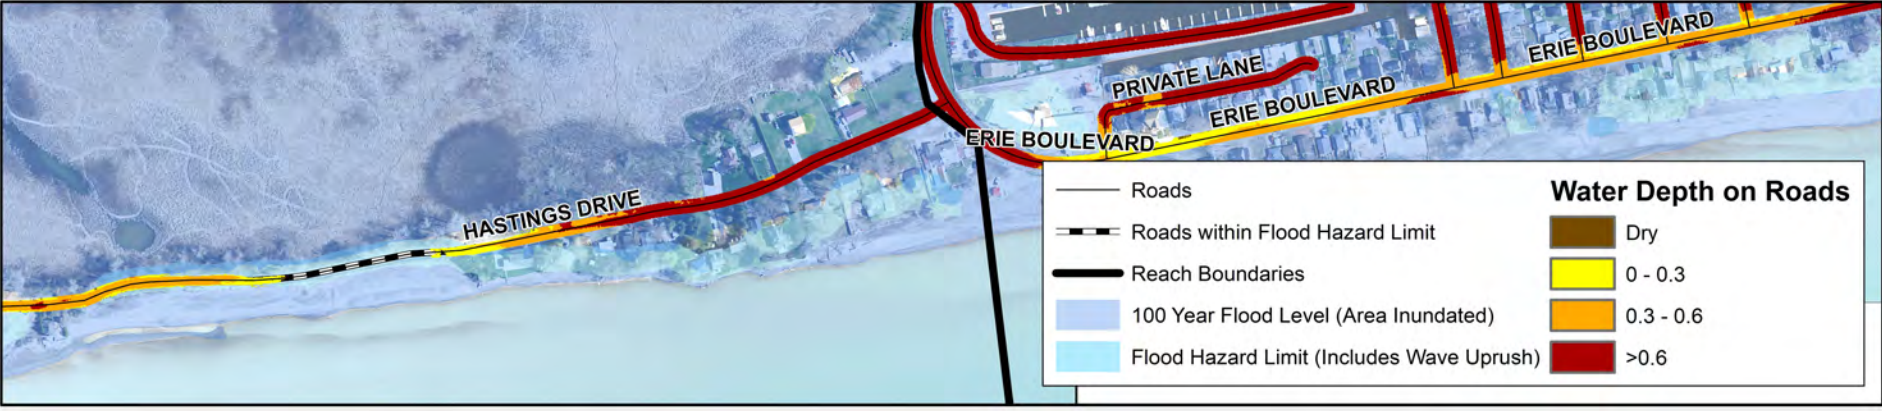 ERIE BOULEVARD
PRIVATE LANE
ERIE BOULEVARD
ERIE BOULEVARD
HASTINGS DRIVE
Roads
Roads within Flood Hazard Limit
Reach Boundaries
100 Year Flood Level (Area Inundated)
Flood Hazard Limit (Includes Wave Uprush)
Water Depth on Roads
Dry
0 - 0.3
0.3 - 0.6
>0.6